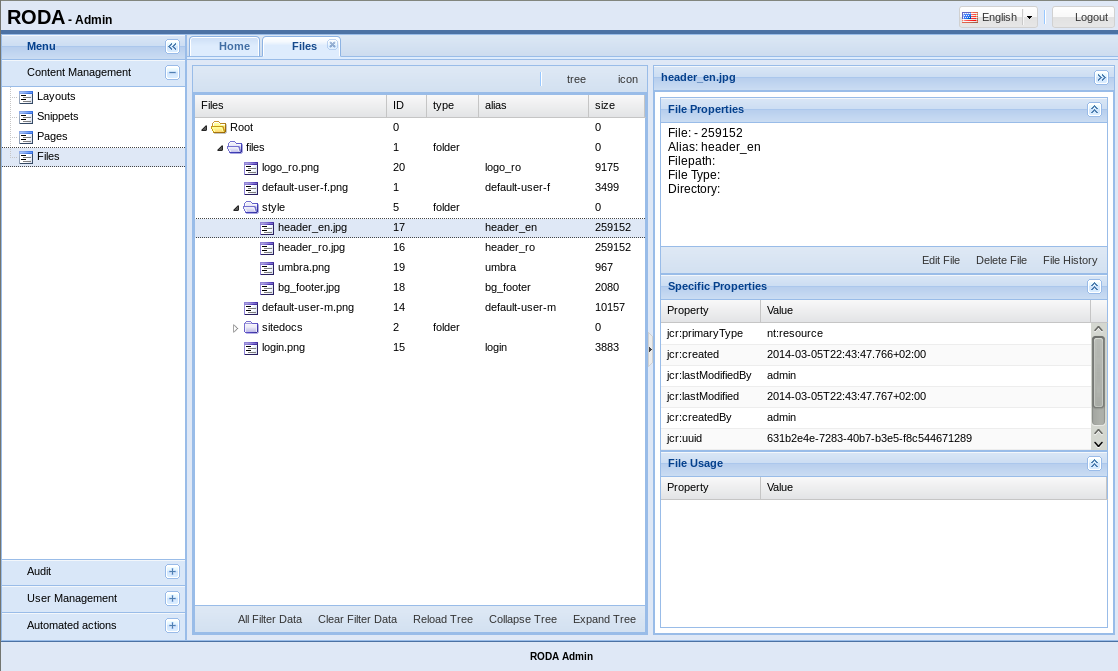 RODA - Admin
English
Logout
Menu
Home
Files
Content Management
Layouts
Snippets
Pages
Files
Audit
User Management
Automated actions
tree icon
Files ID type alias size
Root 0 0
files 1 folder 0
logo_ro.png 20 logo_ro 9175
default-user-f.png 1 default-user-f 3499
style 5 folder 0
header_en.jpg 17 header_en 259152
header_ro.jpg 16 header_ro 259152
umbra.png 19 umbra 967
bg_footer.jpg 18 bg_footer 2080
default-user-m.png 14 default-user-m 10157
sitedocs 2 folder 0
login.png 15 login 3883
All Filter Data Clear Filter Data Reload Tree Collapse Tree Expand Tree
header_en.jpg
File Properties
File: - 259152
Alias: header_en
Filepath:
File Type:
Directory:
Edit File Delete File File History
Specific Properties
Property Value
jcr:primaryType nt:resource
jcr:created 2014-03-05T22:43:47.766+02:00
jcr:lastModifiedBy admin
jcr:lastModified 2014-03-05T22:43:47.767+02:00
jcr:createdBy admin
jcr:uuid 631b2e4e-7283-40b7-b3e5-f8c544671289
File Usage
Property Value
RODA Admin